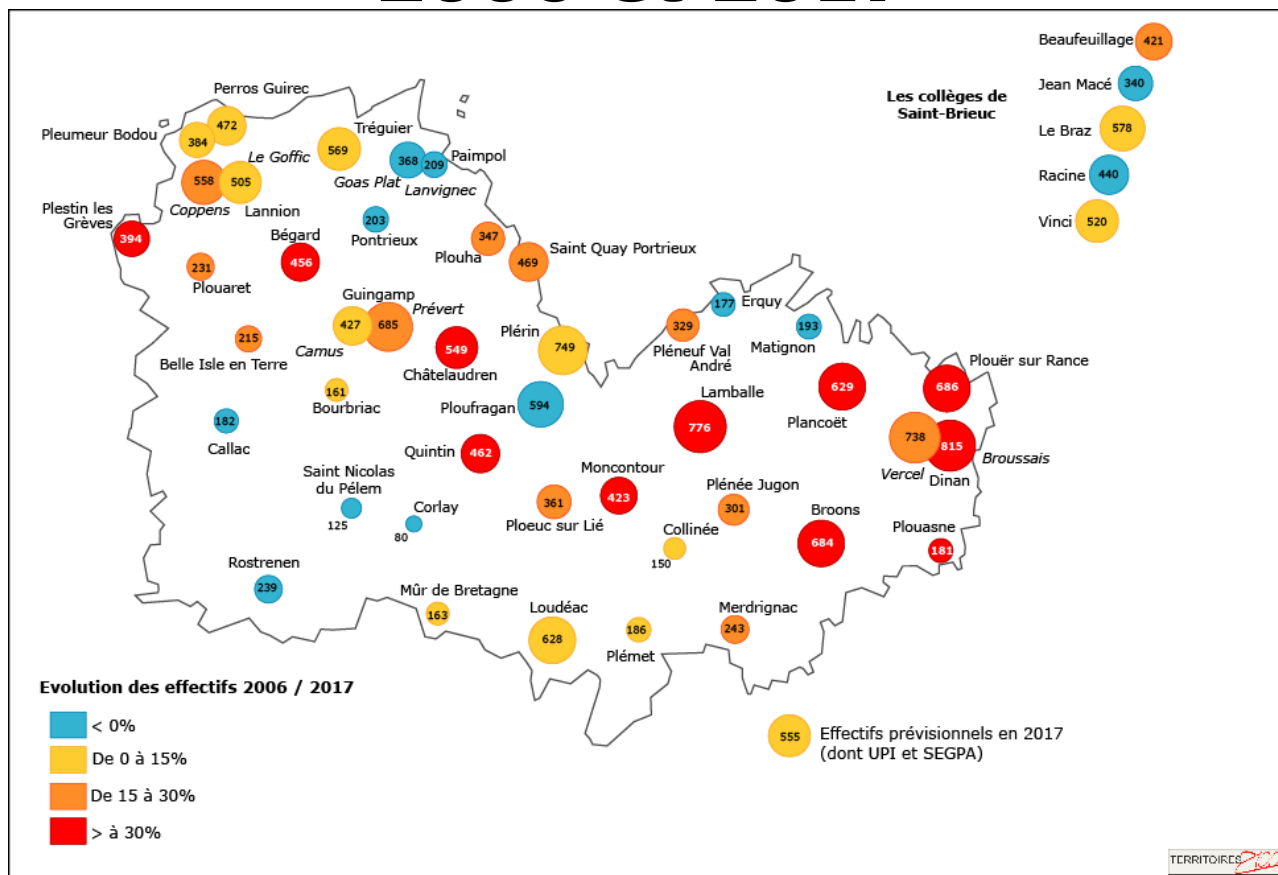 Beaufeuillage 421
Jean Macé 340
Les collèges de
Saint-Brieuc
Le Braz 578
Racine 440
Vinci 520
Perros Guirec
472
Pleumeur Bodou
384
Le Goffic
Tréguier
569
368
209
Paimpol
Goas Plat
Lanvignec
558
505
Coppens
Lannion
Plestin les
Grèves
394
203
Pontrieux
Bégard
456
347
Plouha
Saint Quay Portrieux
469
231
Plouaret
Guingamp
Prévert
427
685
Camus
215
Belle Isle en Terre
549
Châtelaudren
Plérin
749
177
Erquy
329
Pléneuf Val
André
193
Matignon
Plouër sur Rance
686
629
Plancoët
161
Bourbriac
Ploufragan
594
Lamballe
776
182
Callac
738
815
Vercel
Broussais
Dinan
Quintin
462
Saint Nicolas
du Pélem
125
Corlay
80
Moncontour
423
361
Ploeuc sur Lié
Plénée Jugon
301
Collinée
150
Broons
684
Plouasne
181
Rostrenen
239
Mûr de Bretagne
163
Loudéac
628
186
Plémet
Merdrignac
243
Evolution des effectifs 2006 / 2017
< 0%
De 0 à 15%
De 15 à 30%
> à 30%
555
Effectifs prévisionnels en 2017
(dont UPI et SEGPA)
TERRITOIRES